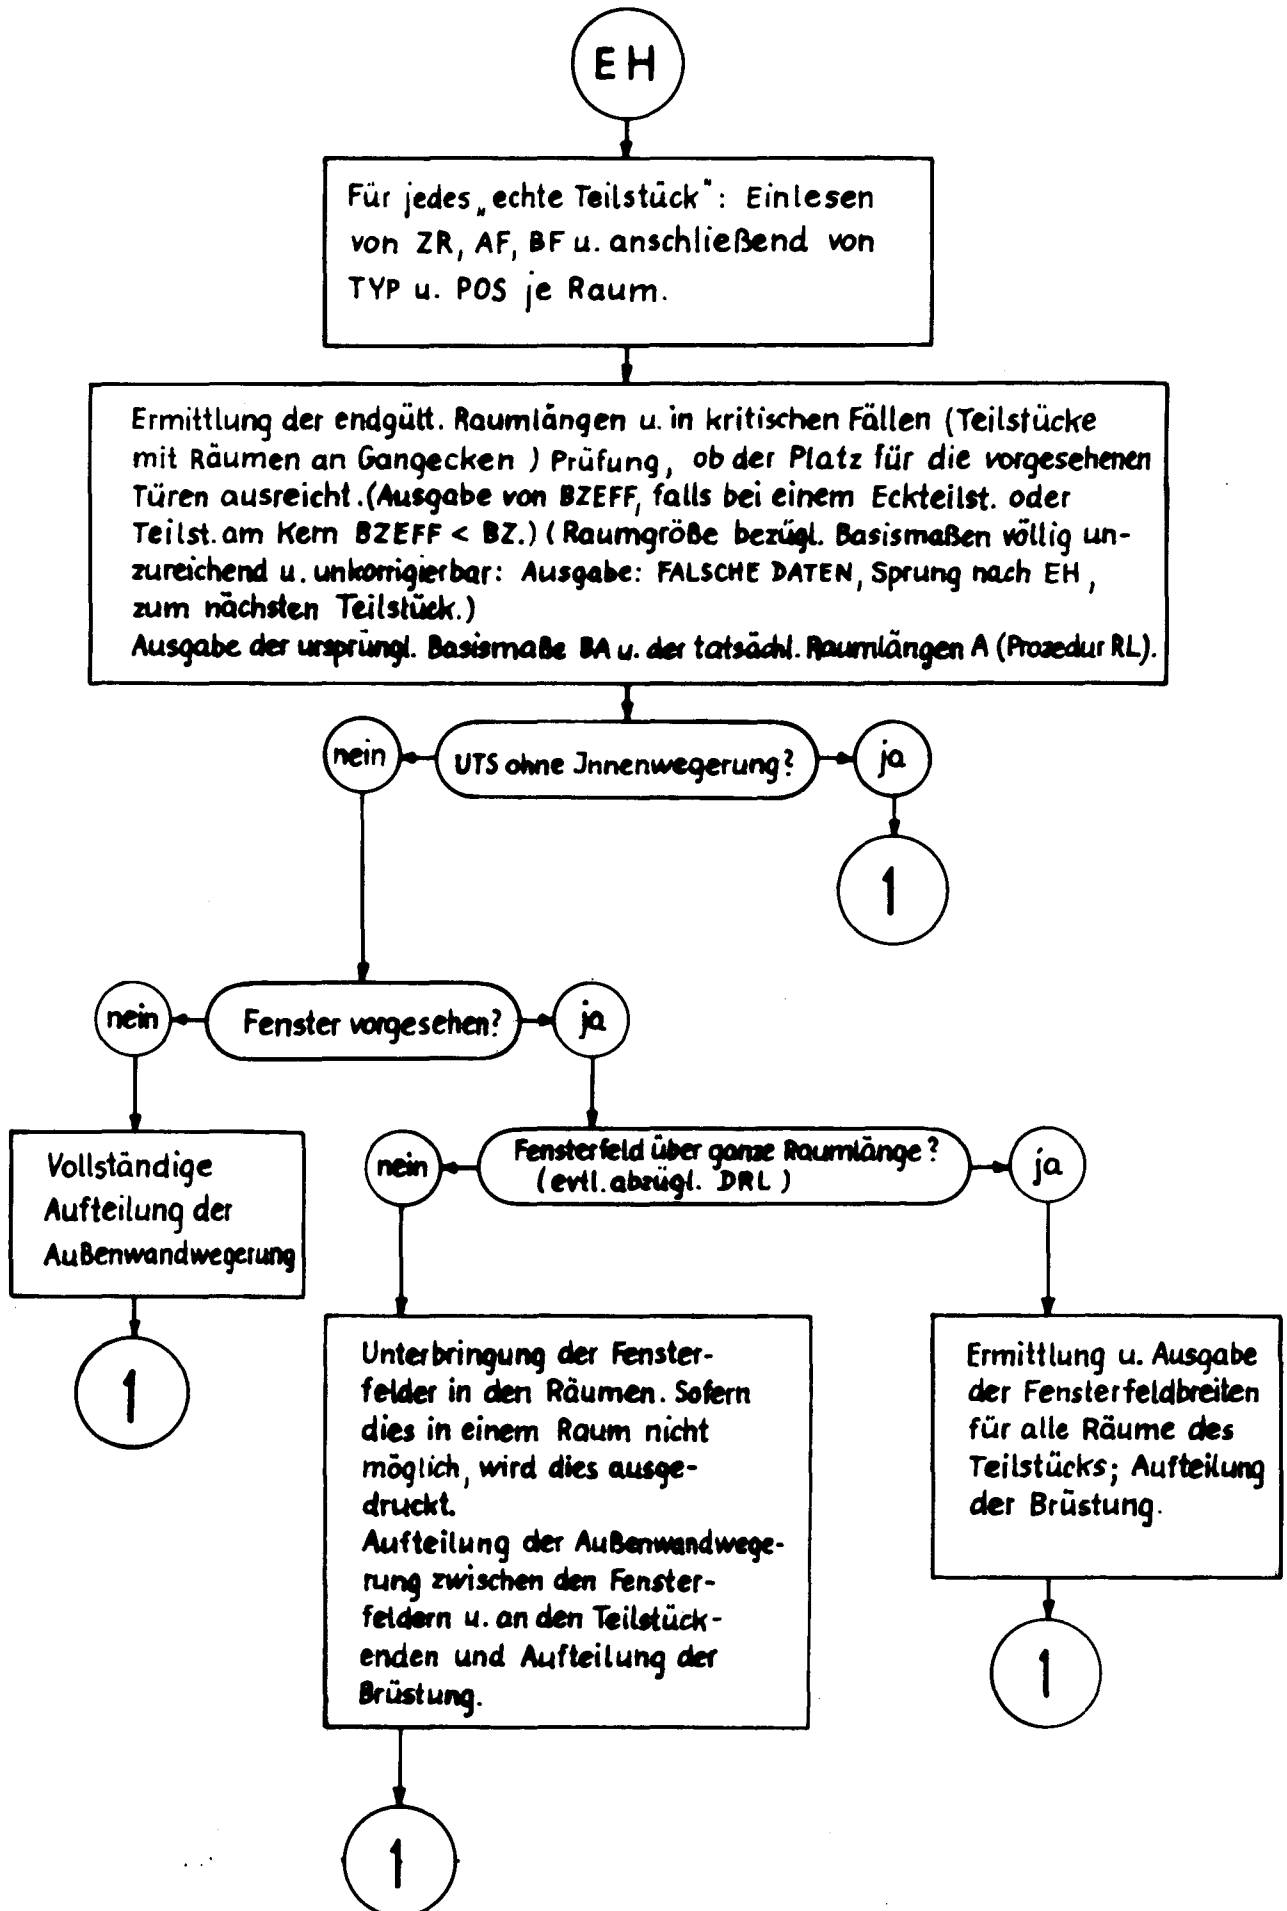 EH
Für jedes „echte Teilstück“: Einlesen
von ZR, AF, BF u. anschließend von
TYP u. POS je Raum.
Ermittlung der endgült. Raumlängen u. in kritischen Fällen (Teilstücke
mit Räumen an Gangecken ) Prüfung, ob der Platz für die vorgesehenen
Türen ausreicht.(Ausgabe von BZEFF, falls bei einem Eckteilst. oder
Teilst. am Kern BZEFF < BZ.) (Raumgröße bezügl. Basismaßen völlig un-
zureichend u. unkorrigierbar: Ausgabe: FALSCHE DATEN, Sprung nach EH,
zum nächsten Teilstück.)
Ausgabe der ursprüngl. Basismaße BA u. der tatsächl. Raumlängen A (Prozedur RL).
nein
UTS ohne Innenwegerung?
ja
1
nein
Fenster vorgesehen?
ja
Vollständige
Aufteilung der
Außenwandwegerung
1
nein
Fensterfeld über ganze Raumlänge?
(evtl. abzügl. DRL )
ja
Unterbringung der Fenster-
felder in den Räumen. Sofern
dies in einem Raum nicht
möglich, wird dies ausge-
druckt.
Aufteilung der Außenwandwege-
rung zwischen den Fenster-
feldern u. an den Teilstück-
enden und Aufteilung der
Brüstung.
1
Ermittlung u. Ausgabe
der Fensterfeldbreiten
für alle Räume des
Teilstücks; Aufteilung
der Brüstung.
1